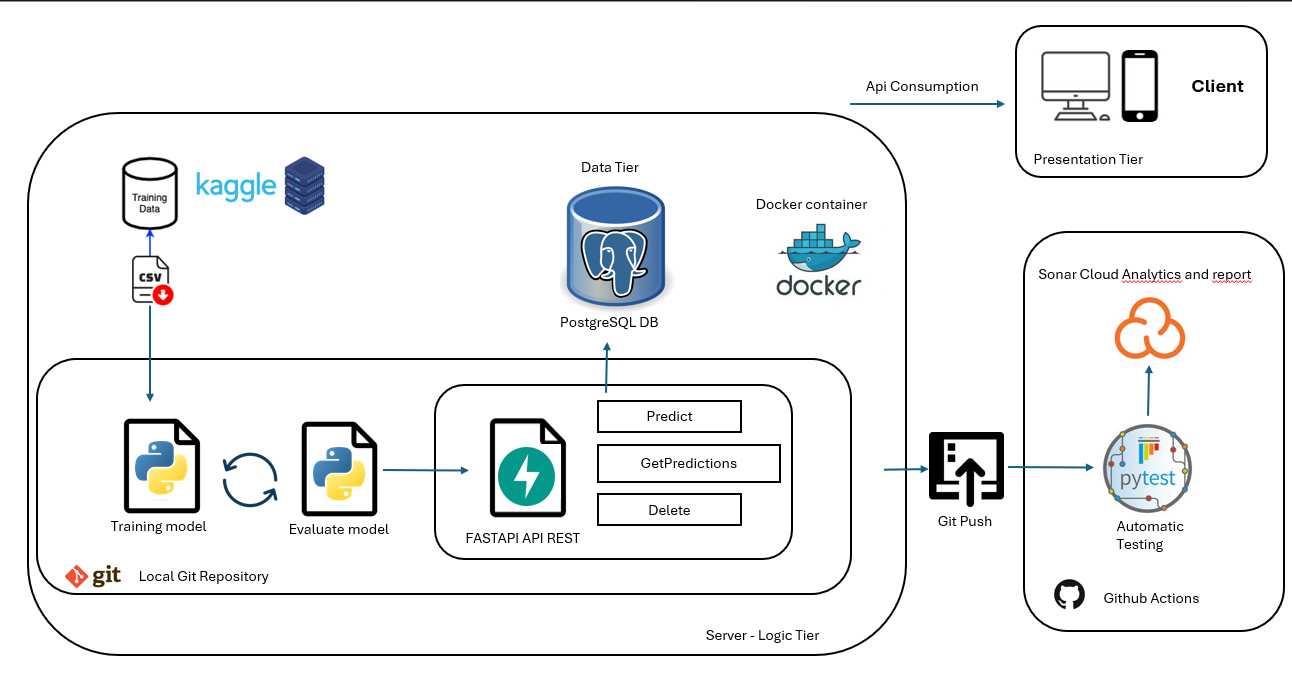 Api Consumption
Client
Presentation Tier
Training
Data
kaggle
CSV
Data Tier
PostgreSQL DB
Docker container
docker
Sonar Cloud Analytics and report
Predict
GetPredictions
Delete
FASTAPI API REST
Training model
Evaluate model
git
Local Git Repository
Server - Logic Tier
Git Push
pytest
Automatic
Testing
Github Actions